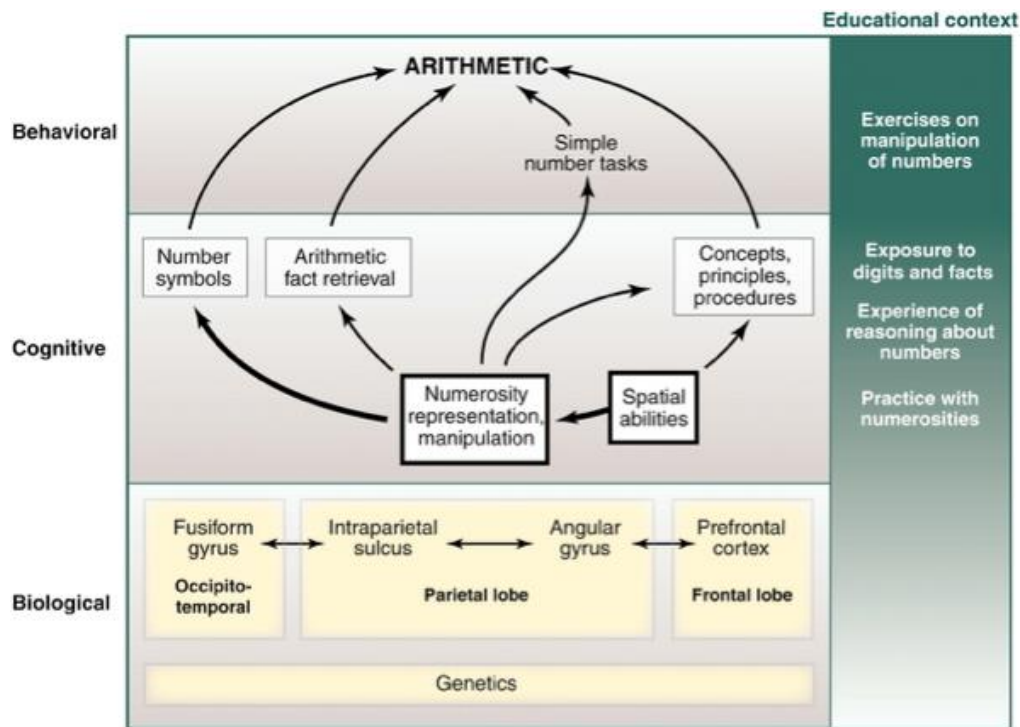 Educational context
ARITHMETIC
Behavioral
Simple
number tasks
Exercises on
manipulation
of numbers
Number
symbols
Arithmetic
fact retrieval
Concepts,
principles,
procedures
Exposure to
digits and facts
Cognitive
Experience of
reasoning about
numbers
Numerosity
representation,
manipulation
Spatial
abilities
Practice with
numerosities
Biological
Fusiform
gyrus
Intraparietal
sulcus
Angular
gyrus
Prefrontal
cortex
Occipito-
temporal
Parietal lobe
Frontal lobe
Genetics